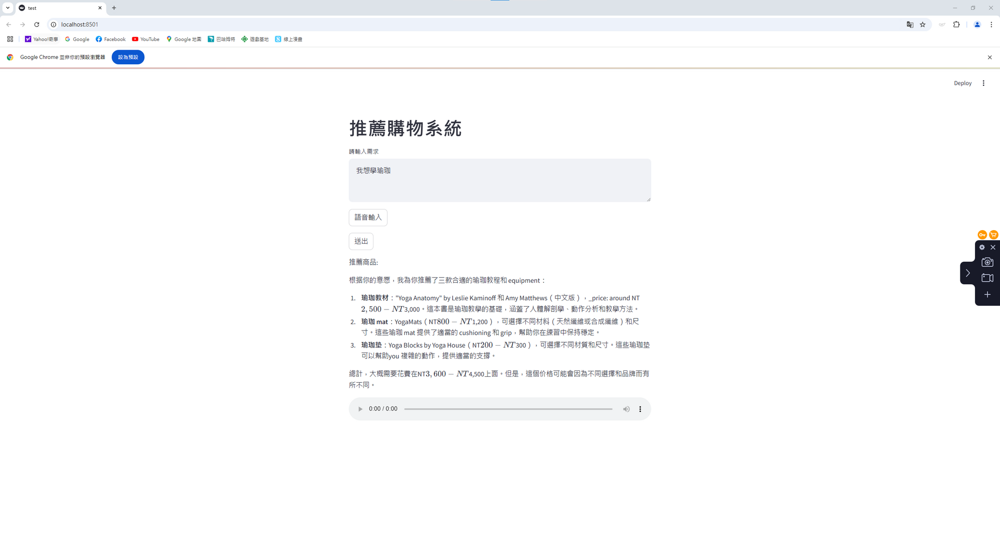 test
localhost:8501
Yahoo!奇摩
Google
Facebook
YouTube
Google 地圖
巴哈姆特
遊戲基地
線上漫畫
Google Chrome 並非你的預設瀏覽器
設為預設
Deploy
推薦購物系統
請輸入需求
我想學瑜珈
語音輸入
送出
推薦商品:
根据你的意愿，我為你推薦了三款合適的瑜珈教程和 equipment：
1. 瑜珈教材："Yoga Anatomy" by Leslie Kaminoff 和 Amy Matthews（中文版），_price: around NT
2,500 − NT3,000。這本書是瑜珈教學的基礎，涵蓋了人體解剖學、動作分析和教學方法。
2. 瑜珈 mat：YogaMats（NT800 − NT1,200），可選擇不同材料（天然纖維或合成纖維）和尺
寸。這些瑜珈 mat 提供了適當的 cushioning 和 grip，幫助你在練習中保持穩定。
3. 瑜珈垫：Yoga Blocks by Yoga House（NT200 − NT300），可選擇不同材質和尺寸。這些瑜珈垫
可以幫助you 複雜的動作，提供適當的支撐。
總計，大概需要花費在NT3,600 − NT4,500上面。但是，這個价格可能會因為不同選擇和品牌而有
所不同。
0:00 / 0:00